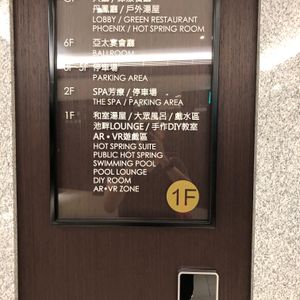 鳳廳 / 戶外湯屋
LOBBY / GREEN RESTAURANT
PHOENIX / HOT SPRING ROOM
6F 亞太宴會廳
BALLROOM
停車場
PARKING AREA
2F SPA芳療 / 停車場
THE SPA / PARKING AREA
1F 和室湯屋 / 大眾風呂 / 戲水區
池畔LOUNGE / 手作DIY教室
AR•VR遊戲區
HOT SPRING SUITE
PUBLIC HOT SPRING
SWIMMING POOL
POOL LOUNGE
DIY ROOM
AR•VR ZONE
1F